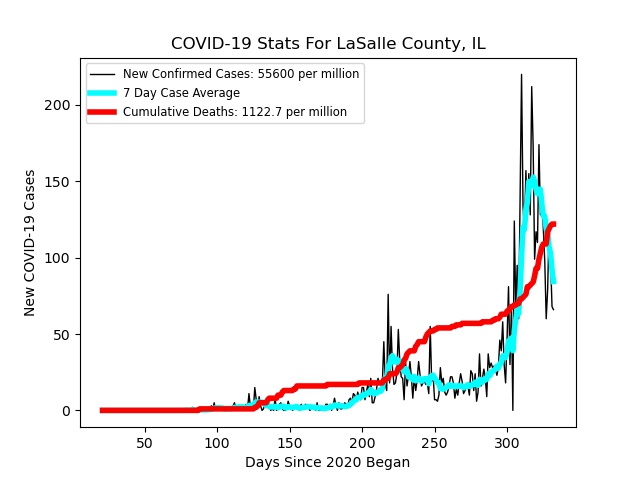 COVID-19 Stats For LaSalle County, IL
New Confirmed Cases: 55600 per million
7 Day Case Average
Cumulative Deaths: 1122.7 per million
New COVID-19 Cases
200
150
100
50
0
50 100 150 200 250 300
Days Since 2020 Began